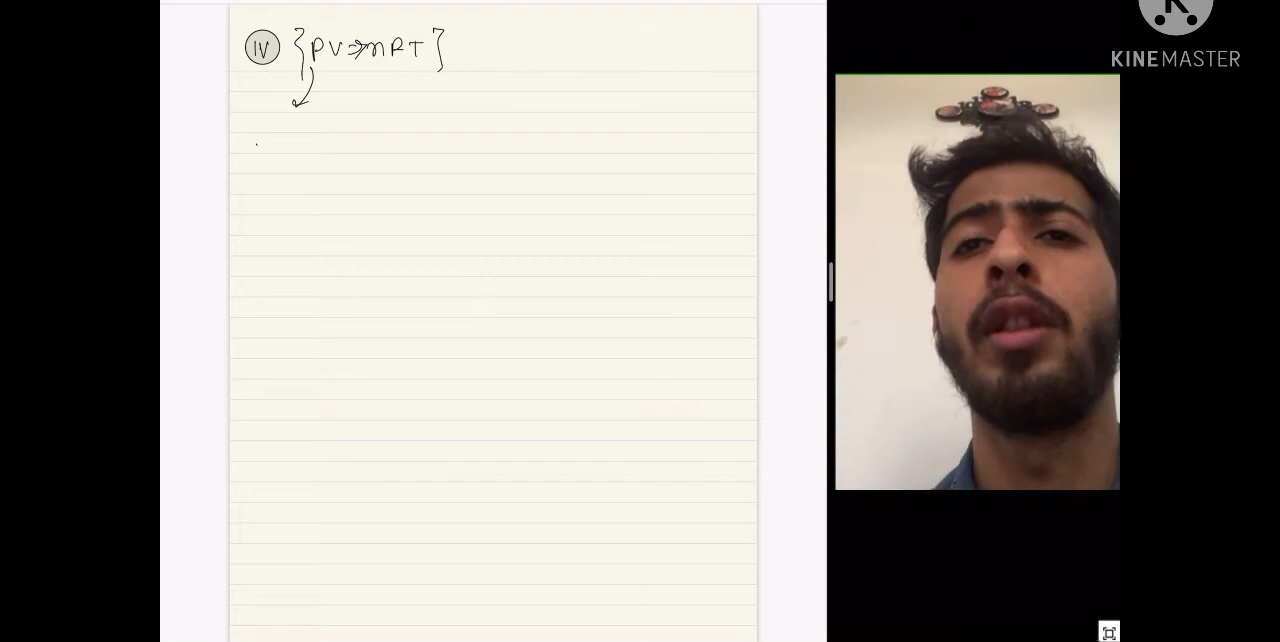 IV { PV => nRT }
K
KINEMASTER